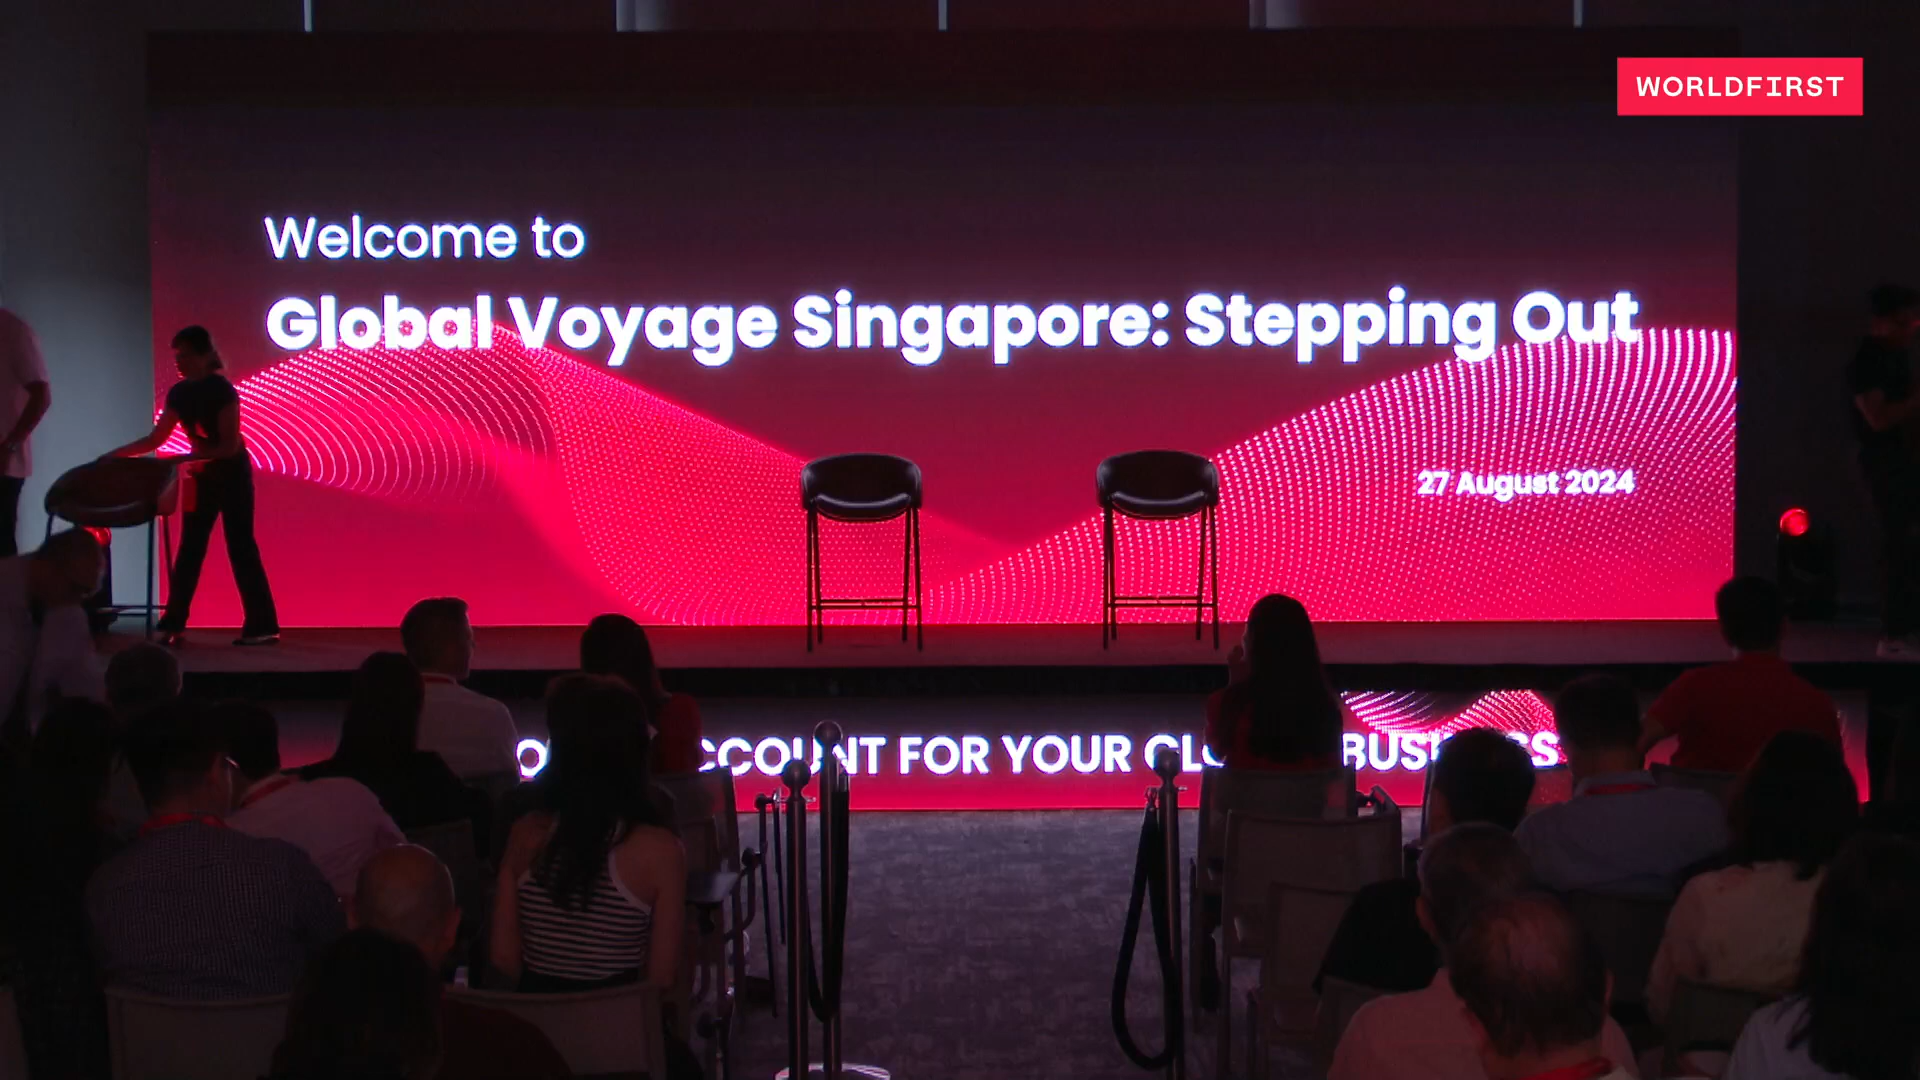 WORLDFIRST
Welcome to
Global Voyage Singapore: Stepping Out
27 August 2024
FOR YOUR